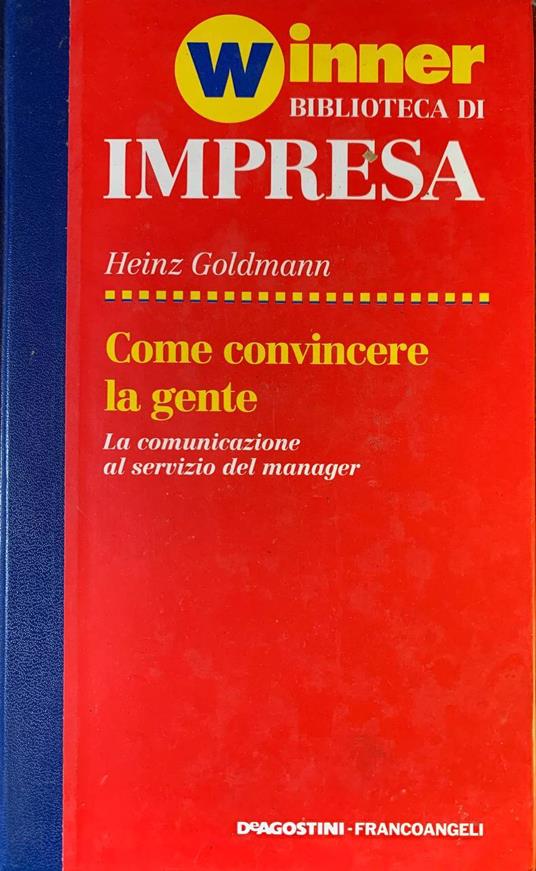 Winner
BIBLIOTECA DI
IMPRESA
Heinz Goldmann
Come convincere
la gente
La comunicazione
al servizio del manager
DeAGOSTINI-FRANCOANGELI